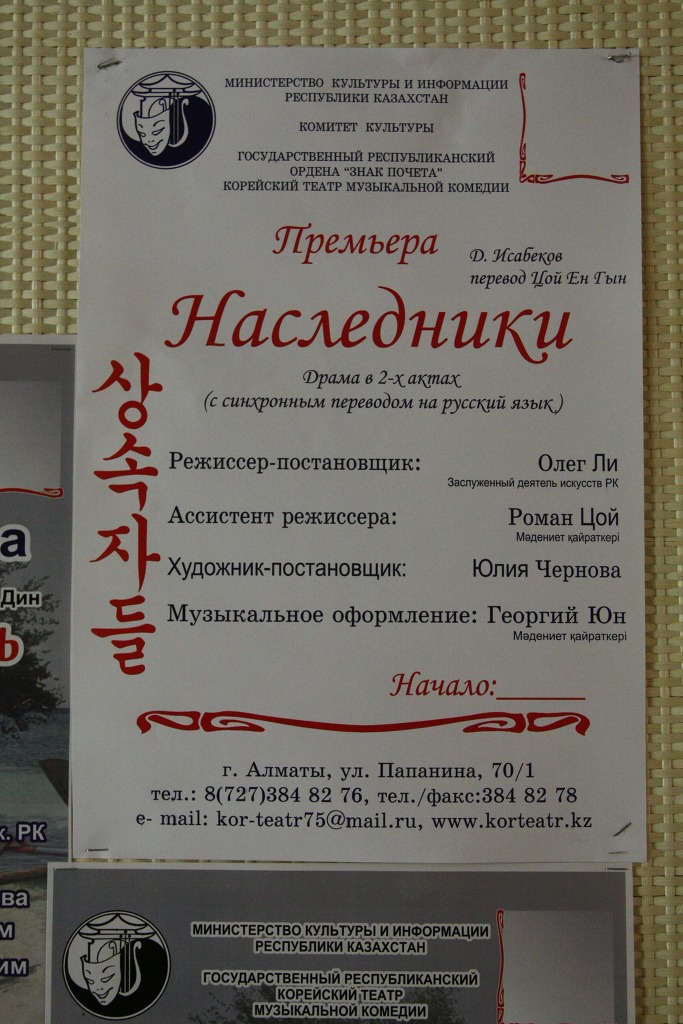 МИНИСТЕРСТВО КУЛЬТУРЫ И ИНФОРМАЦИИ
РЕСПУБЛИКИ КАЗАХСТАН
КОМИТЕТ КУЛЬТУРЫ
ГОСУДАРСТВЕННЫЙ РЕСПУБЛИКАНСКИЙ
ОРДЕНА “ЗНАК ПОЧЕТА”
КОРЕЙСКИЙ ТЕАТР МУЗЫКАЛЬНОЙ КОМЕДИИ
Премьера
Д. Исабеков
перевод Цой Ен Гын
Наследники
Драма в 2-х актах
(с синхронным переводом на русский язык)
상속자들
Режиссер-постановщик: Олег Ли
Заслуженный деятель искусств РК
Ассистент режиссера: Роман Цой
Мәдениет қайраткері
Художник-постановщик: Юлия Чернова
Музыкальное оформление: Георгий Юн
Мәдениет қайраткері
Начало:______
г. Алматы, ул. Папанина, 70/1
тел.: 8(727)384 82 76, тел./факс:384 82 78
e- mail: kor-teatr75@mail.ru, www.korteatr.kz
а
Дин
ь
к. РК
ва
м
ким
МИНИСТЕРСТВО КУЛЬТУРЫ И ИНФОРМАЦИИ
РЕСПУБЛИКИ КАЗАХСТАН
ГОСУДАРСТВЕННЫЙ РЕСПУБЛИКАНСКИЙ
КОРЕЙСКИЙ ТЕАТР
МУЗЫКАЛЬНОЙ КОМЕДИИ